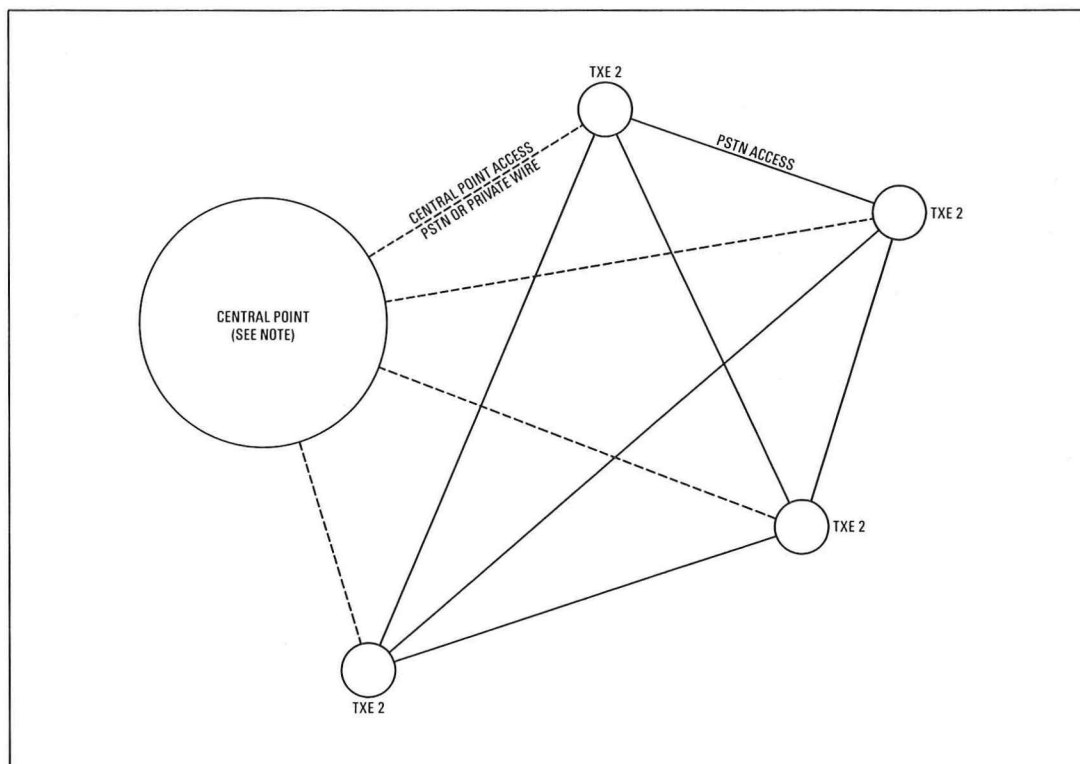 TXE 2
PSTN ACCESS
CENTRAL POINT ACCESS
PSTN OR PRIVATE WIRE
TXE 2
CENTRAL POINT
(SEE NOTE)
TXE 2
TXE 2